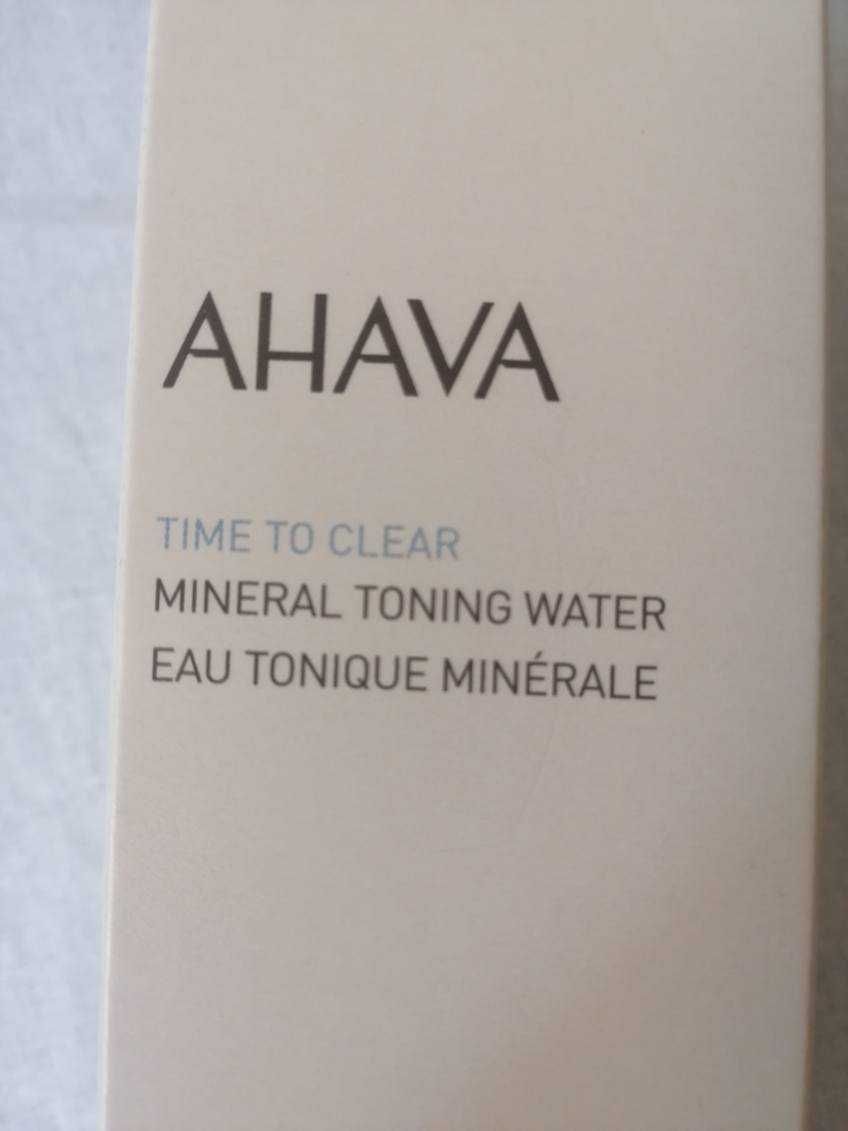 AHAVA
TIME TO CLEAR
MINERAL TONING WATER
EAU TONIQUE MINÉRALE